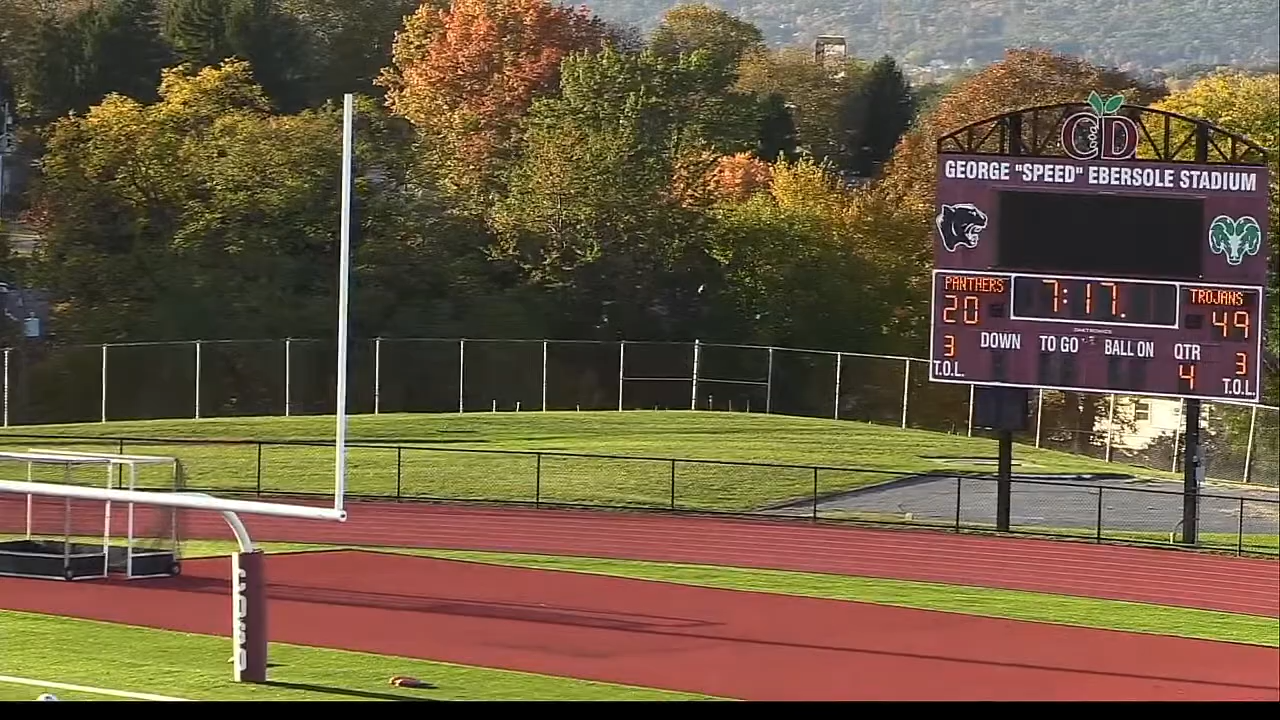 CD
GEORGE "SPEED" EBERSOLE STADIUM
PANTHERS 7:17. TROJANS
20 49
3 DOWN TO GO BALL ON QTR 3
T.O.L. 4 T.O.L.